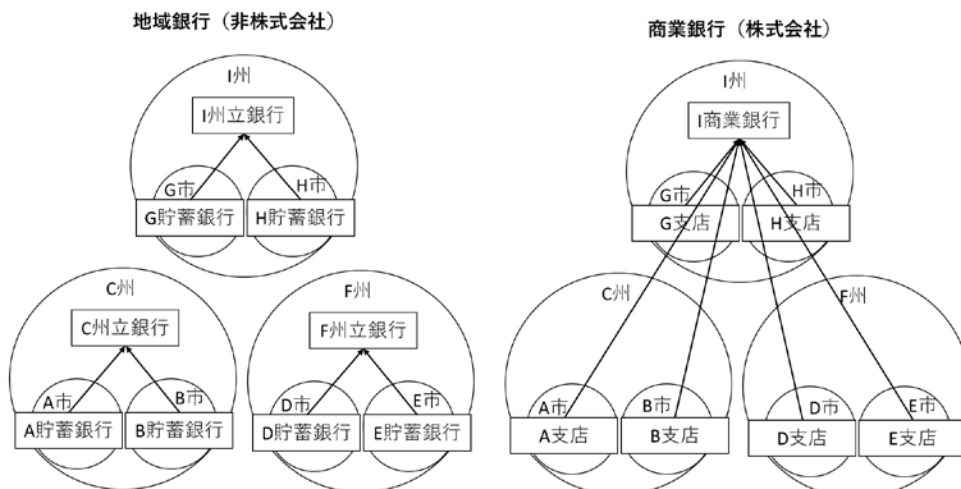 地域銀行（非株式会社）
I州
I州立銀行
G市
H市
G貯蓄銀行
H貯蓄銀行
C州
C州立銀行
A市
B市
A貯蓄銀行
B貯蓄銀行
F州
F州立銀行
D市
E市
D貯蓄銀行
E貯蓄銀行
商業銀行（株式会社）
I州
I商業銀行
G市
H市
G支店
H支店
C州
A市
B市
A支店
B支店
F州
D市
E市
D支店
E支店